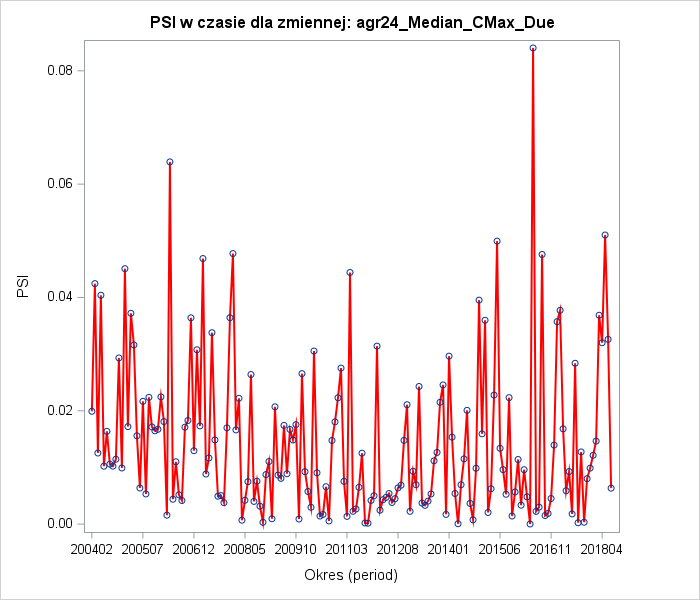 PSI w czasie dla zmiennej: agr24_Median_CMax_Due
0.08
0.06
0.04
0.02
0.00
PSI
200402 200507 200612 200805 200910 201103 201208 201401 201506 201611 201804
Okres (period)